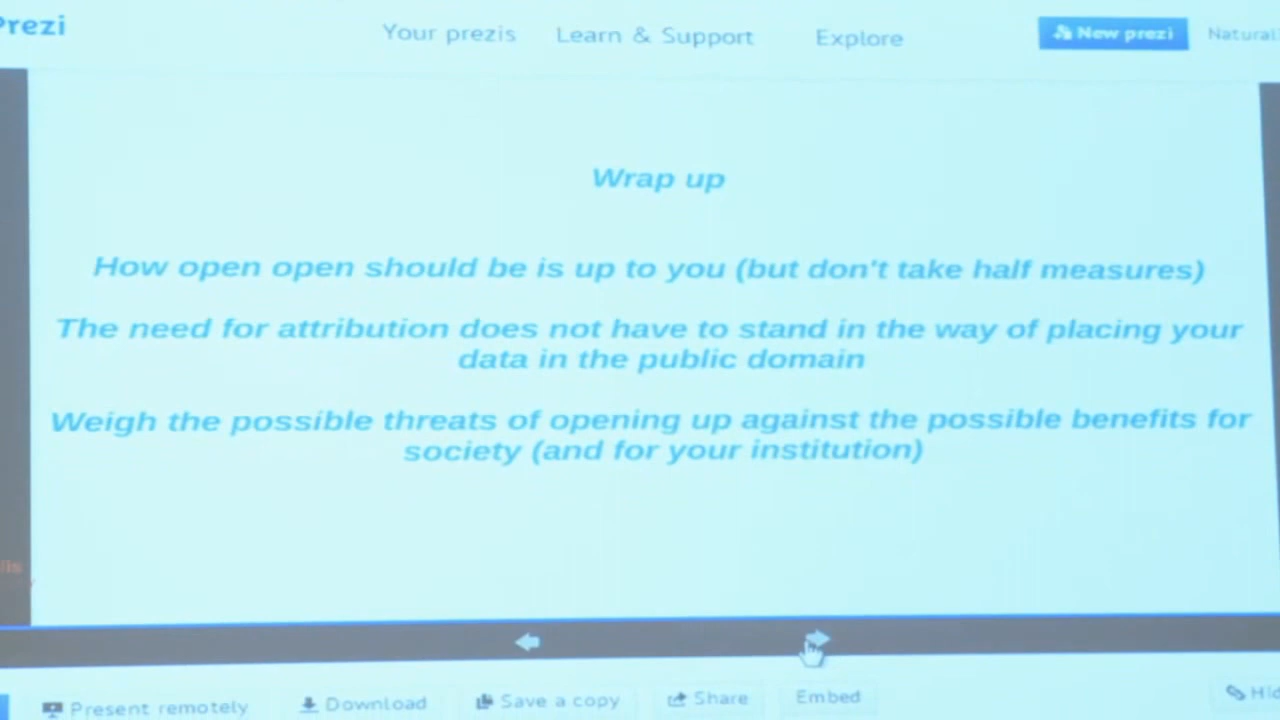 Prezi
Your prezis Learn & Support Explore
New prezi
Natural
Wrap up
How open open should be is up to you (but don't take half measures)
The need for attribution does not have to stand in the way of placing your
data in the public domain
Weigh the possible threats of opening up against the possible benefits for
society (and for your institution)
Present remotely Download Save a copy Share Embed